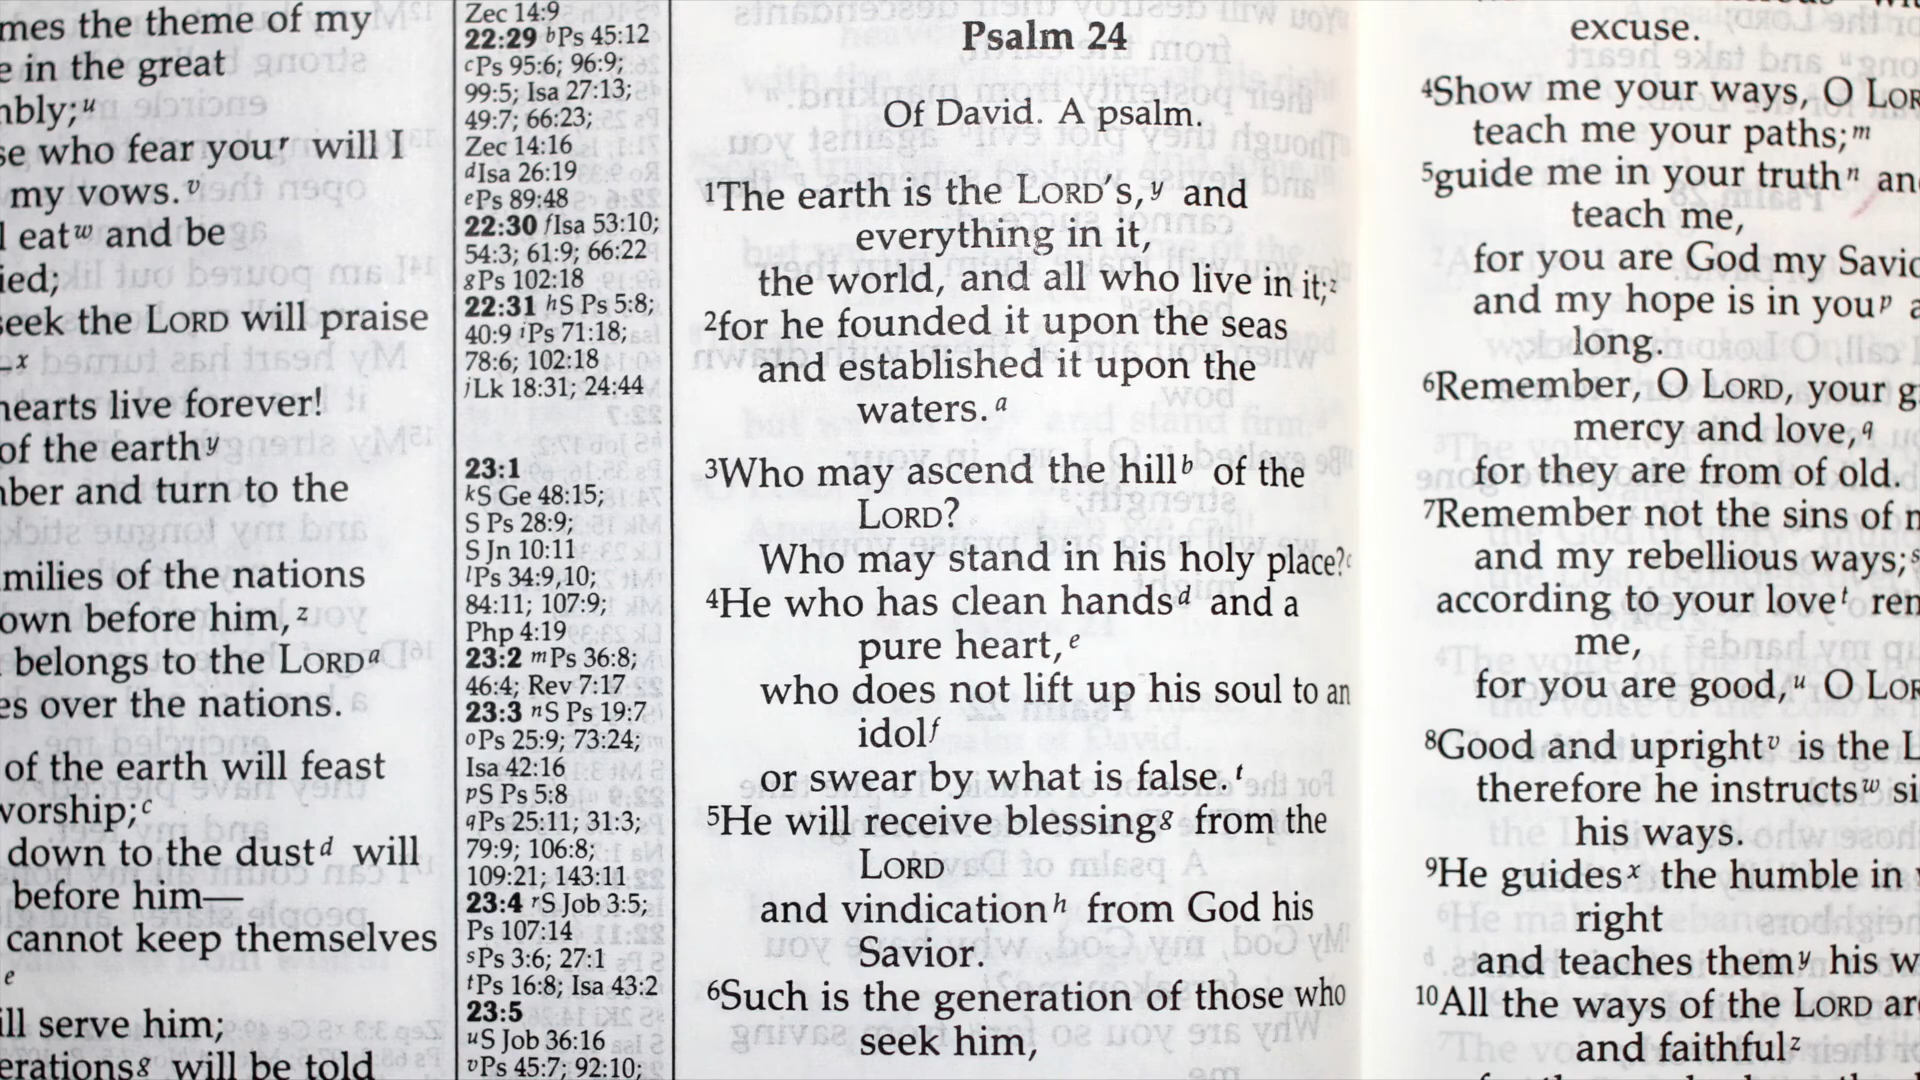 mes the theme of my
e in the great
nbly;u
se who fear your will I
my vows. v
l eatw and be
ied;
seek the LORD will praise
x
hearts live forever!
of the earthy
ber and turn to the
milies of the nations
own before him, z
belongs to the LORDa
es over the nations.
of the earth will feast
vorship;c
down to the dustd will
before him—
cannot keep themselves
e
ill serve him;
erationsg will be told
Zec 14:9
22:29 bPs 45:12
cPs 95:6; 96:9;
99:5; Isa 27:13;
49:7; 66:23;
Zec 14:16
dIsa 26:19
ePs 89:48
22:30 fIsa 53:10;
54:3; 61:9; 66:22
gPs 102:18
22:31 hS Ps 5:8;
40:9 iPs 71:18;
78:6; 102:18
jLk 18:31; 24:44
23:1
kS Ge 48:15;
S Ps 28:9;
S Jn 10:11
lPs 34:9,10;
84:11; 107:9;
Php 4:19
23:2 mPs 36:8;
46:4; Rev 7:17
23:3 nS Ps 19:7
oPs 25:9; 73:24;
Isa 42:16
pS Ps 5:8
qPs 25:11; 31:3;
79:9; 106:8;
109:21; 143:11
23:4 rS Job 3:5;
Ps 107:14
sPs 3:6; 27:1
tPs 16:8; Isa 43:2
23:5
uS Job 36:16
vPs 45:7; 92:10;
Psalm 24
Of David. A psalm.
1The earth is the LORD's,y and
everything in it,
the world, and all who live in it;z
2for he founded it upon the seas
and established it upon the
waters. a
3Who may ascend the hillb of the
LORD?
Who may stand in his holy place?c
4He who has clean handsd and a
pure heart, e
who does not lift up his soul to an
idolf
or swear by what is false. t
5He will receive blessingg from the
LORD
and vindicationh from God his
Savior.
6Such is the generation of those who
seek him,
excuse.
4Show me your ways, O LOR
teach me your paths;m
5guide me in your truthn an
teach me,
for you are God my Savio
and my hope is in youp a
long.
6Remember, O LORD, your g
mercy and love,q
for they are from of old.
7Remember not the sins of m
and my rebellious ways;s
according to your lovet rem
me,
for you are good,u O LOR
8Good and uprightv is the L
therefore he instructsw si
his ways.
9He guidesx the humble in w
right
and teaches themy his w
10All the ways of the LORD are
and faithfulz